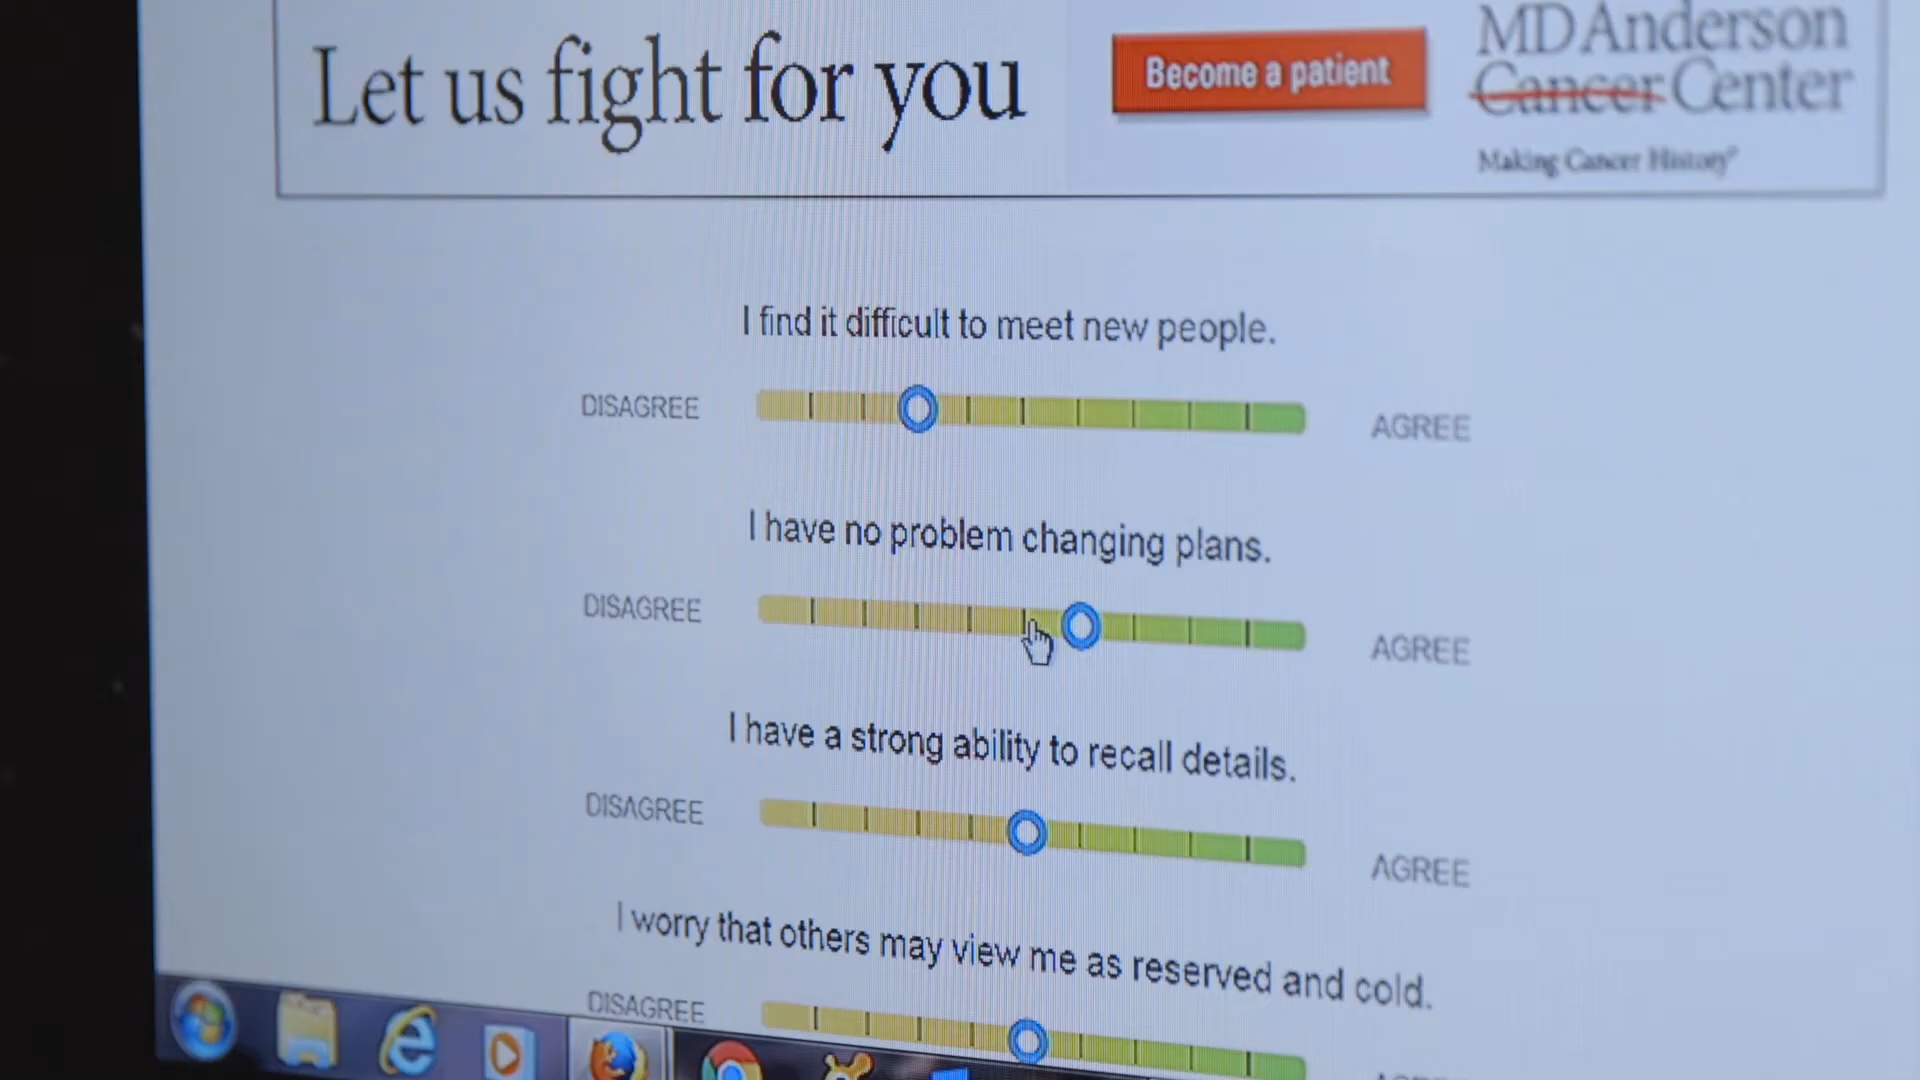 Let us fight for you
Become a patient
MD Anderson
Cancer Center
Making Cancer History®
I find it difficult to meet new people.
DISAGREE
AGREE
I have no problem changing plans.
DISAGREE
AGREE
I have a strong ability to recall details.
DISAGREE
AGREE
I worry that others may view me as reserved and cold.
DISAGREE